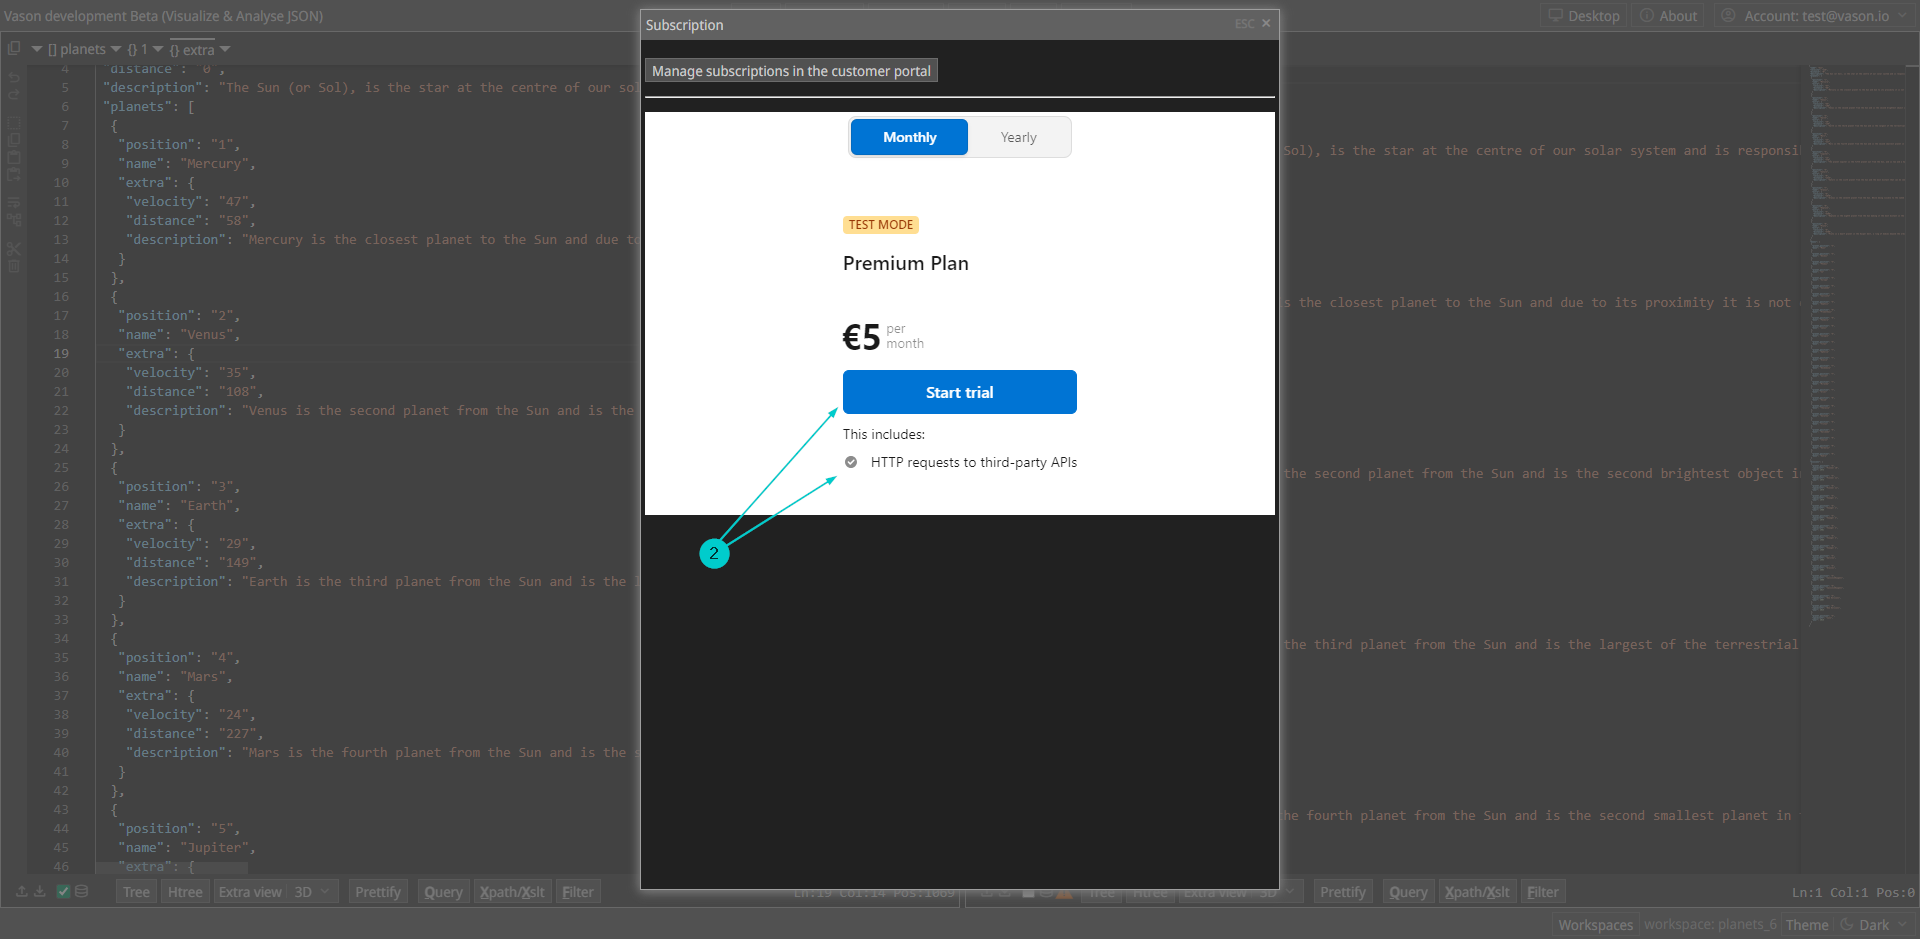 Vason development Beta (Visualize & Analyse JSON)
Desktop
About
Account: test@vason.io
[] planets
{} 1
{} extra
4 "distance": "0",
5 "description": "The Sun (or Sol), is the star at the centre of our sol
6 "planets": [
7 {
8 "position": "1",
9 "name": "Mercury",
10 "extra": {
11 "velocity": "47",
12 "distance": "58",
13 "description": "Mercury is the closest planet to the Sun and due to
14 }
15 },
16 {
17 "position": "2",
18 "name": "Venus",
19 "extra": {
20 "velocity": "35",
21 "distance": "108",
22 "description": "Venus is the second planet from the Sun and is the
23 }
24 },
25 {
26 "position": "3",
27 "name": "Earth",
28 "extra": {
29 "velocity": "29",
30 "distance": "149",
31 "description": "Earth is the third planet from the Sun and is the l
32 }
33 },
34 {
35 "position": "4",
36 "name": "Mars",
37 "extra": {
38 "velocity": "24",
39 "distance": "227",
40 "description": "Mars is the fourth planet from the Sun and is the s
41 }
42 },
43 {
44 "position": "5",
45 "name": "Jupiter",
46 "extra": {
Tree
Htree
Extra view
3D
Prettify
Query
Xpath/Xslt
Filter
Ln:19 Col:14 Pos:1069
Subscription
ESC
Manage subscriptions in the customer portal
Monthly
Yearly
TEST MODE
Premium Plan
€5 per month
Start trial
This includes:
HTTP requests to third-party APIs
2
Sol), is the star at the centre of our solar system and is responsi
s the closest planet to the Sun and due to its proximity it is not
the second planet from the Sun and is the second brightest object i
the third planet from the Sun and is the largest of the terrestrial
he fourth planet from the Sun and is the second smallest planet in
Tree
Htree
Extra view
3D
Prettify
Query
Xpath/Xslt
Filter
Ln:1 Col:1 Pos:0
Workspaces
workspace: planets_6
Theme
Dark